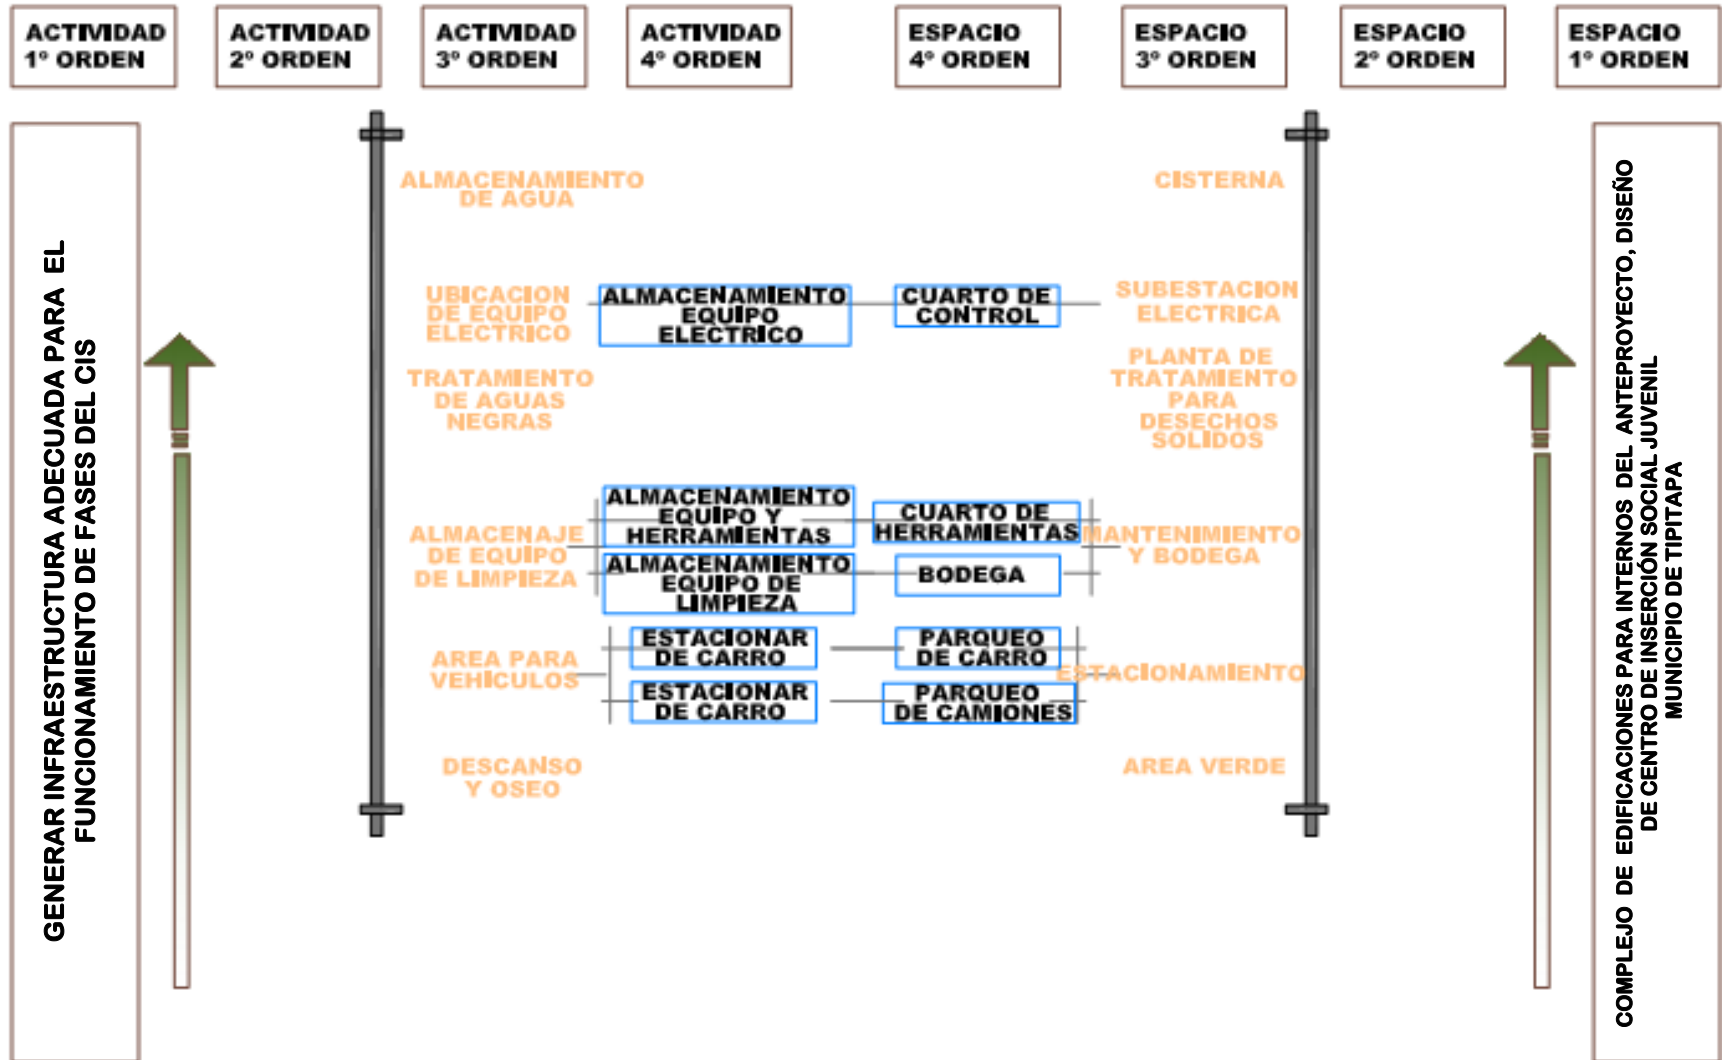 ACTIVIDAD
1° ORDEN
ACTIVIDAD
2° ORDEN
ACTIVIDAD
3° ORDEN
ACTIVIDAD
4° ORDEN
ESPACIO
4° ORDEN
ESPACIO
3° ORDEN
ESPACIO
2° ORDEN
ESPACIO
1° ORDEN
GENERAR INFRAESTRUCTURA ADECUADA PARA EL
FUNCIONAMIENTO DE FASES DEL CIS
ALMACENAMIENTO
DE AGUA
CISTERNA
UBICACION
DE EQUIPO
ELECTRICO
ALMACENAMIENTO
EQUIPO
ELECTRICO
CUARTO DE
CONTROL
SUBESTACION
ELECTRICA
TRATAMIENTO
DE AGUAS
NEGRAS
PLANTA DE
TRATAMIENTO
PARA
DESECHOS
SOLIDOS
ALMACENAJE
DE EQUIPO
DE LIMPIEZA
ALMACENAMIENTO
EQUIPO Y
HERRAMIENTAS
CUARTO DE
HERRAMIENTAS
MANTENIMIENTO
Y BODEGA
ALMACENAMIENTO
EQUIPO DE
LIMPIEZA
BODEGA
AREA PARA
VEHICULOS
ESTACIONAR
DE CARRO
PARQUEO
DE CARRO
ESTACIONAMIENTO
ESTACIONAR
DE CARRO
PARQUEO
DE CAMIONES
DESCANSO
Y OSEO
AREA VERDE
COMPLEJO DE EDIFICACIONES PARA INTERNOS DEL ANTEPROYECTO, DISEÑO
DE CENTRO DE INSERCIÓN SOCIAL JUVENIL
MUNICIPIO DE TIPITAPA